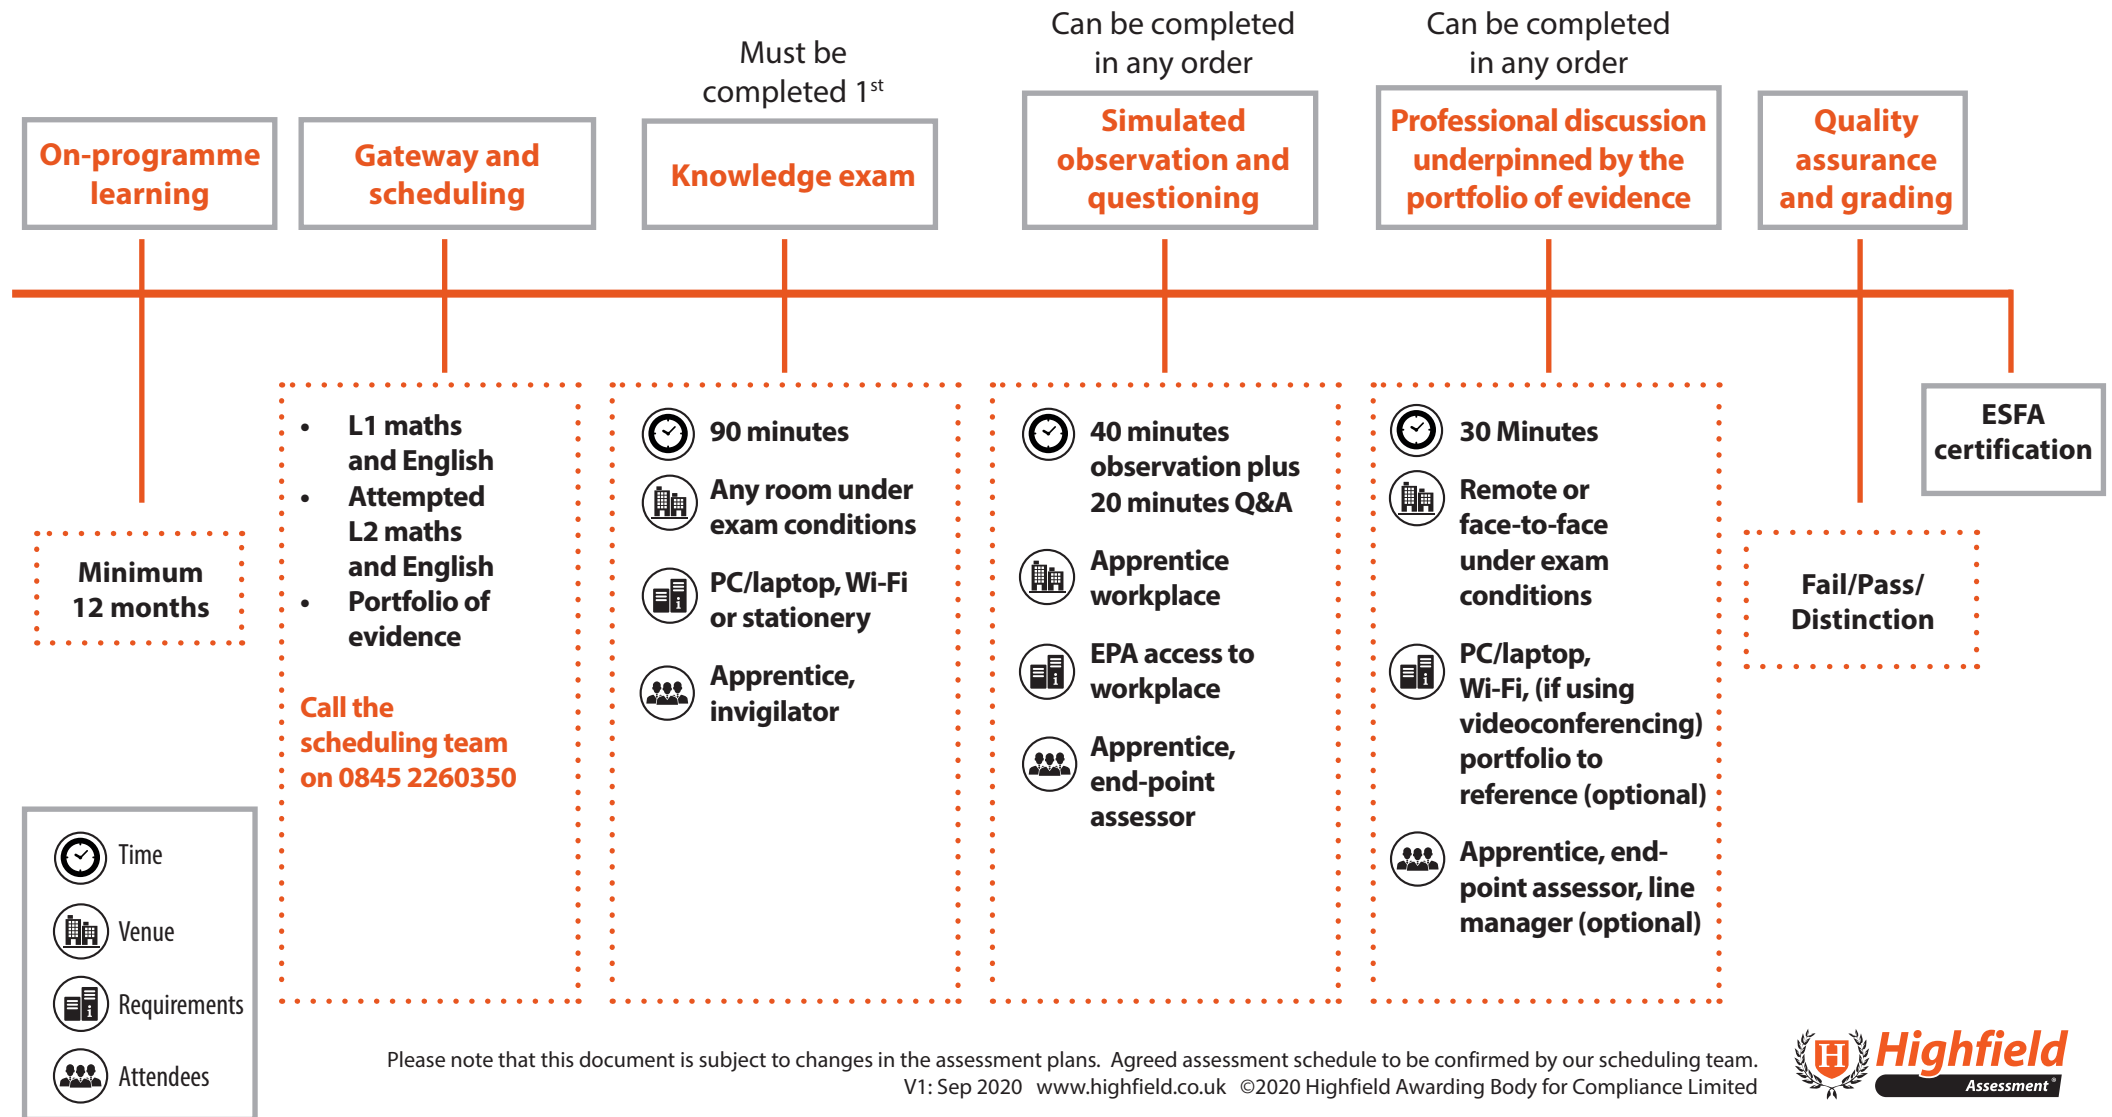 On-programme
learning
Gateway and
scheduling
Must be
completed 1st
Knowledge exam
Can be completed
in any order
Simulated
observation and
questioning
Can be completed
in any order
Professional discussion
underpinned by the
portfolio of evidence
Quality
assurance
and grading
Minimum
12 months
• L1 maths
and English
• Attempted
L2 maths
and English
• Portfolio of
evidence
Call the
scheduling team
on 0845 2260350
90 minutes
Any room under
exam conditions
PC/laptop, Wi-Fi
or stationery
Apprentice,
invigilator
40 minutes
observation plus
20 minutes Q&A
Apprentice
workplace
EPA access to
workplace
Apprentice,
end-point
assessor
30 Minutes
Remote or
face-to-face
under exam
conditions
PC/laptop,
Wi-Fi, (if using
videoconferencing)
portfolio to
reference (optional)
Apprentice, end-
point assessor, line
manager (optional)
Fail/Pass/
Distinction
ESFA
certification
Time
Venue
Requirements
Attendees
Please note that this document is subject to changes in the assessment plans. Agreed assessment schedule to be confirmed by our scheduling team.
V1: Sep 2020 www.highfield.co.uk ©2020 Highfield Awarding Body for Compliance Limited
H
Highfield
Assessment®